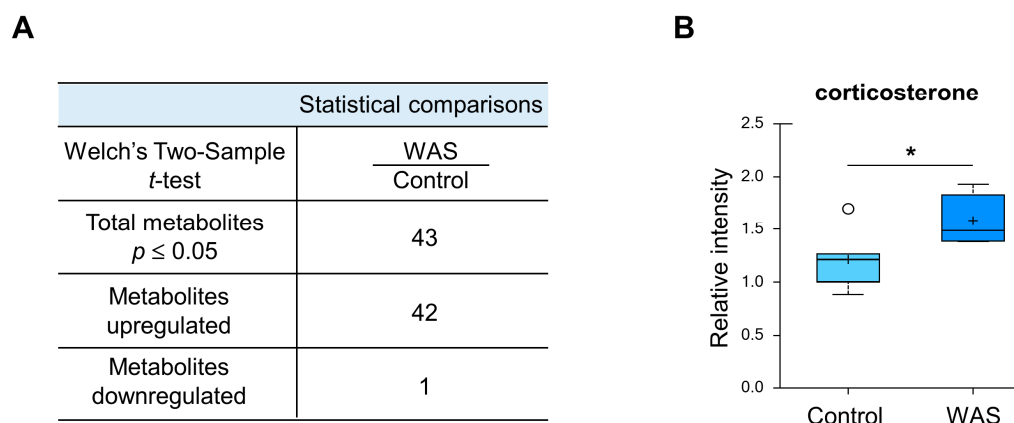 A
Statistical comparisons
Welch's Two-Sample
t-test
WAS
Control
Total metabolites
p ≤ 0.05
43
Metabolites
upregulated
42
Metabolites
downregulated
1
B
corticosterone
2.5
2.0
1.5
1.0
0.5
0.0
Relative intensity
*
Control
WAS